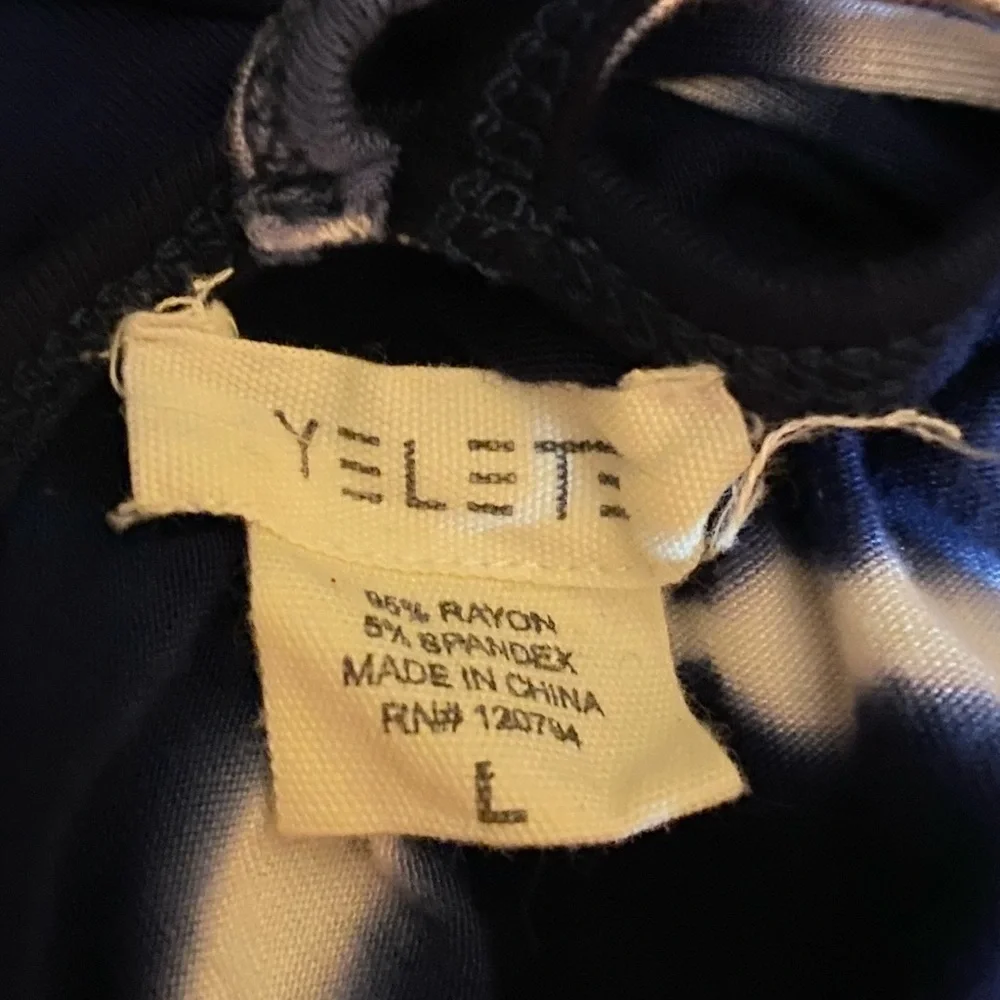 YELETE
95% RAYON
5% SPANDEX
MADE IN CHINA
RN# 120794
L